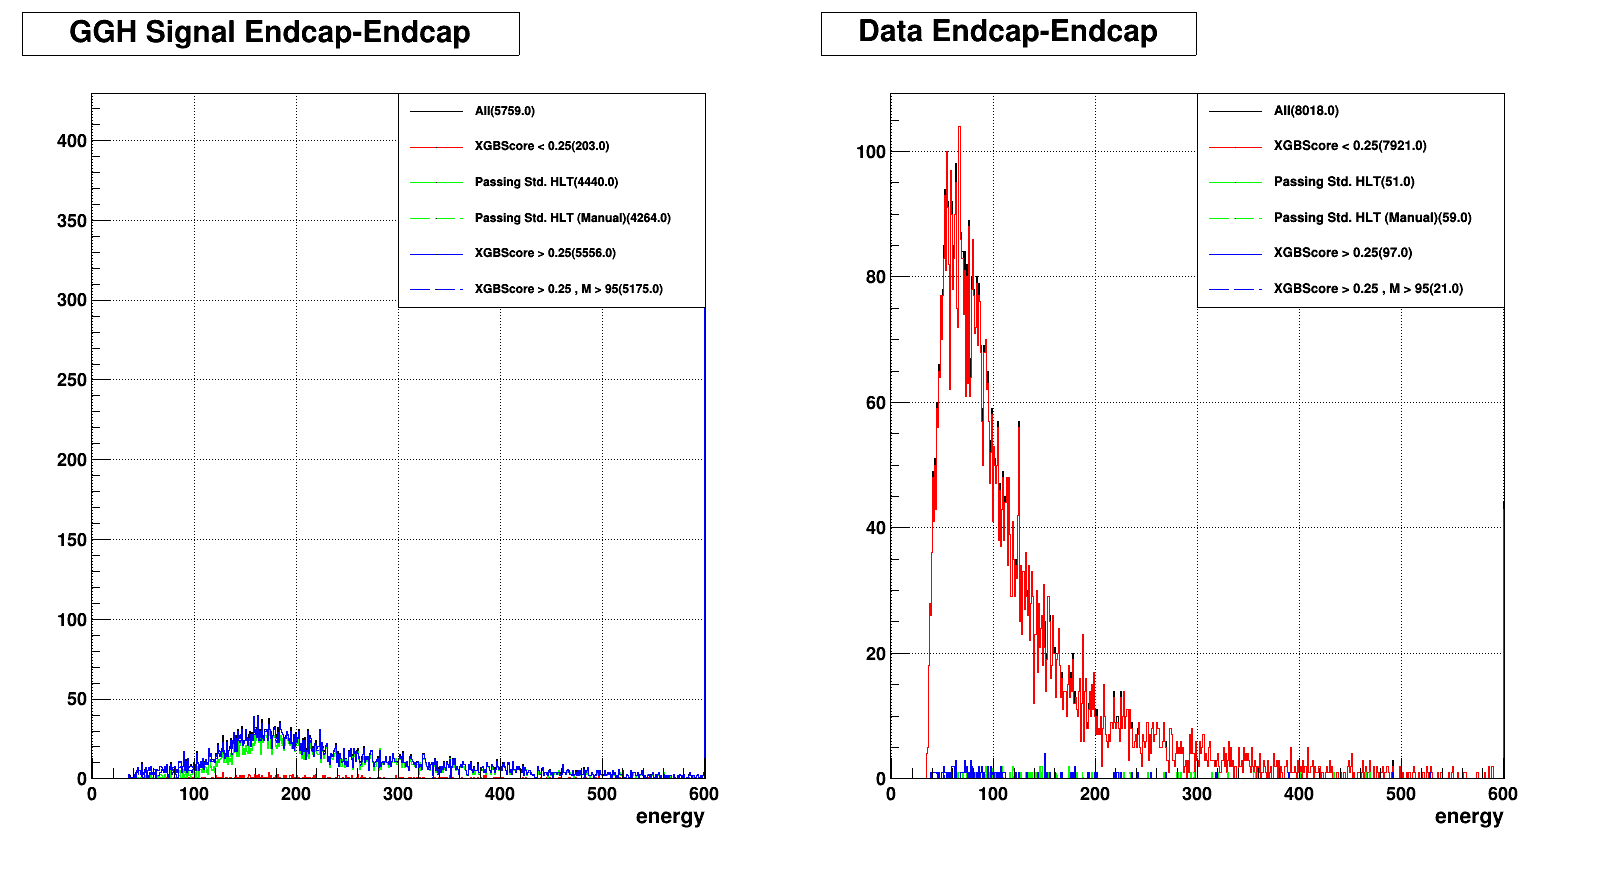 GGH Signal Endcap-Endcap
All(5759.0)
XGBScore < 0.25(203.0)
Passing Std. HLT(4440.0)
Passing Std. HLT (Manual)(4264.0)
XGBScore > 0.25(5556.0)
XGBScore > 0.25 , M > 95(5175.0)
400
350
300
250
200
150
100
50
0
0 100 200 300 400 500 600
energy
Data Endcap-Endcap
All(8018.0)
XGBScore < 0.25(7921.0)
Passing Std. HLT(51.0)
Passing Std. HLT (Manual)(59.0)
XGBScore > 0.25(97.0)
XGBScore > 0.25 , M > 95(21.0)
100
80
60
40
20
0
0 100 200 300 400 500 600
energy